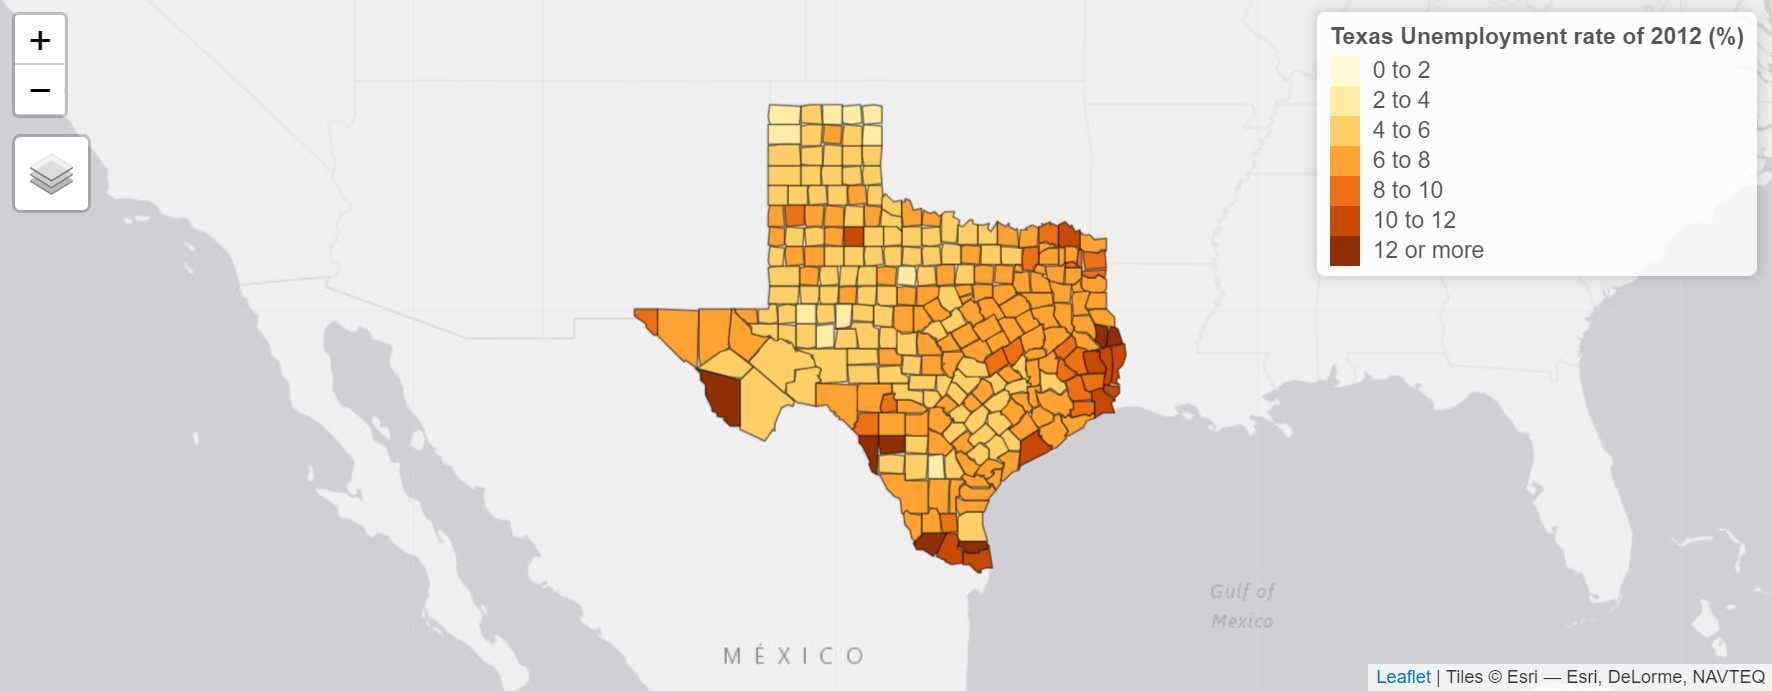 +
−
Texas Unemployment rate of 2012 (%)
0 to 2
2 to 4
4 to 6
6 to 8
8 to 10
10 to 12
12 or more
Gulf of
Mexico
MÉXICO
Leaflet | Tiles © Esri — Esri, DeLorme, NAVTEQ